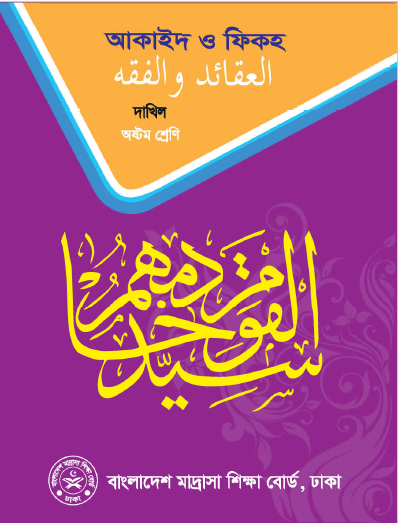 আকাইদ ও ফিকহ
العقائد والفقه
দাখিল
অষ্টম শ্রেণি
سيد القوم خادمهم
বাংলাদেশ মাদ্রাসা শিক্ষা বোর্ড
ঢাকা
বাংলাদেশ মাদ্রাসা শিক্ষা বোর্ড, ঢাকা